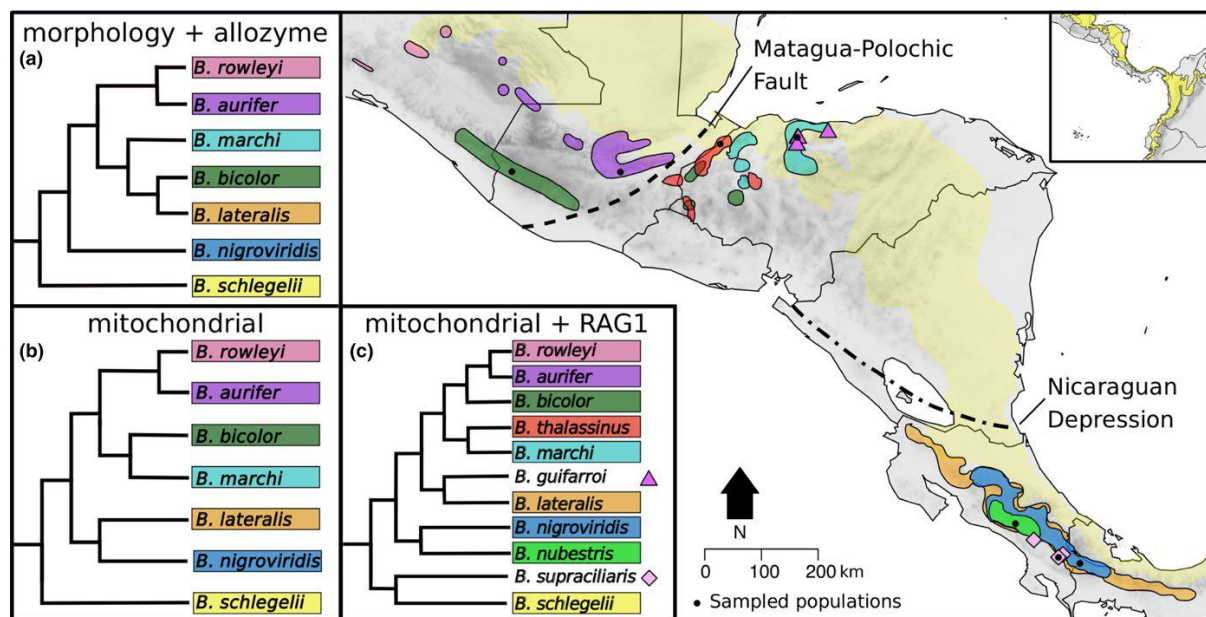 morphology + allozyme
(a)
B. rowleyi
B. aurifer
B. marchi
B. bicolor
B. lateralis
B. nigroviridis
B. schlegelii
mitochondrial
(b)
B. rowleyi
B. aurifer
B. bicolor
B. marchi
B. lateralis
B. nigroviridis
B. schlegelii
mitochondrial + RAG1
(c)
B. rowleyi
B. aurifer
B. bicolor
B. thalassinus
B. marchi
B. guifarroi
B. lateralis
B. nigroviridis
B. nubestris
B. supraciliaris
B. schlegelii
Matagua-Polochic
Fault
Nicaraguan
Depression
N
0 100 200 km
• Sampled populations